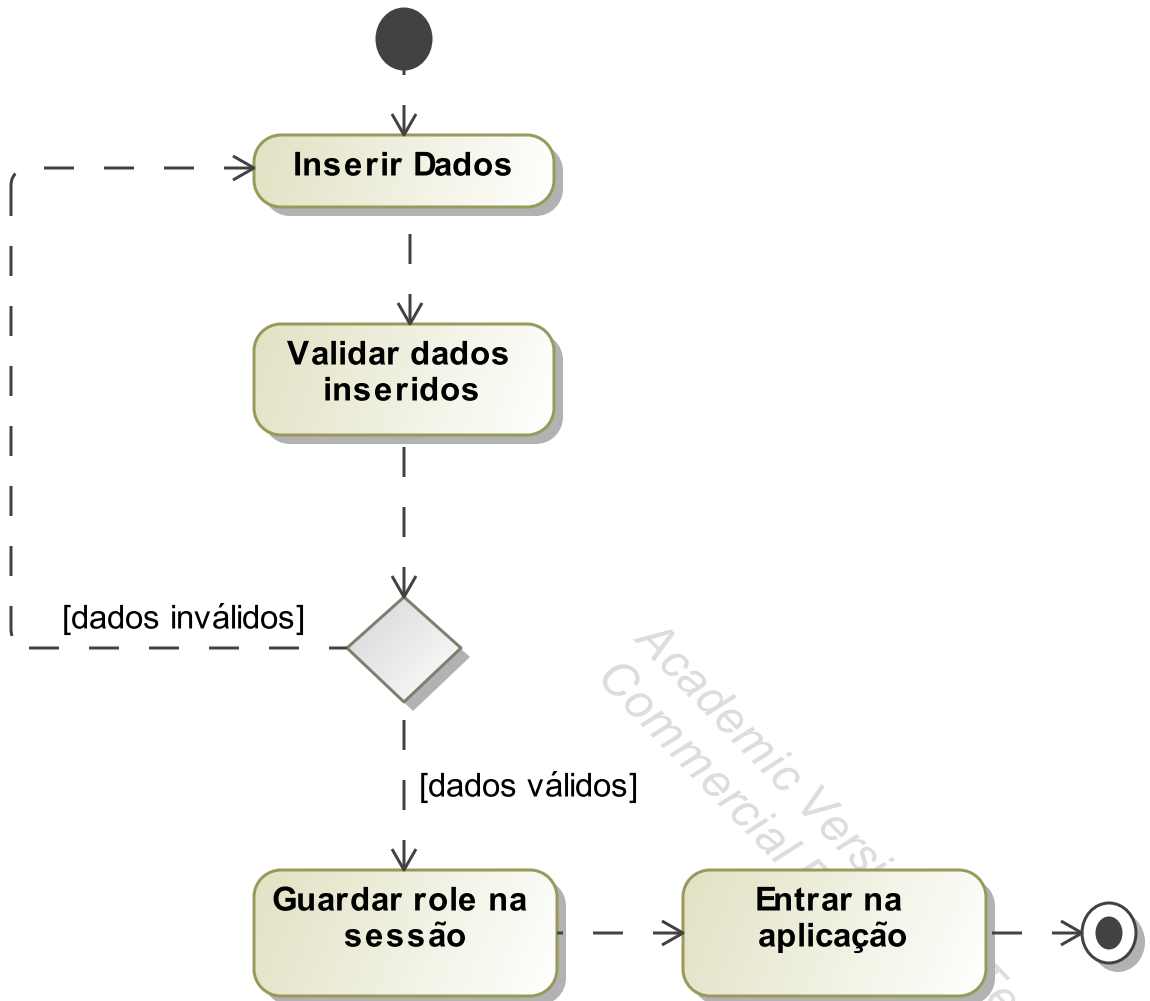 Inserir Dados
Validar dados
inseridos
[dados inválidos]
Academic Versi
Commercial
[dados válidos]
Guardar role na
sessão
Entrar na
aplicação